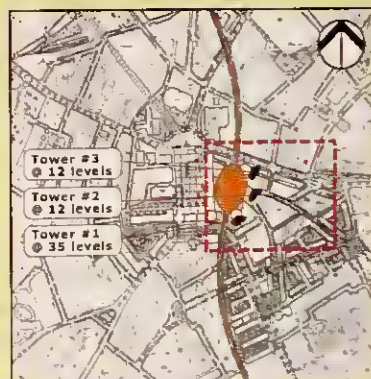 Tower #3
@ 12 levels
Tower #2
@ 12 levels
Tower #1
@ 35 levels